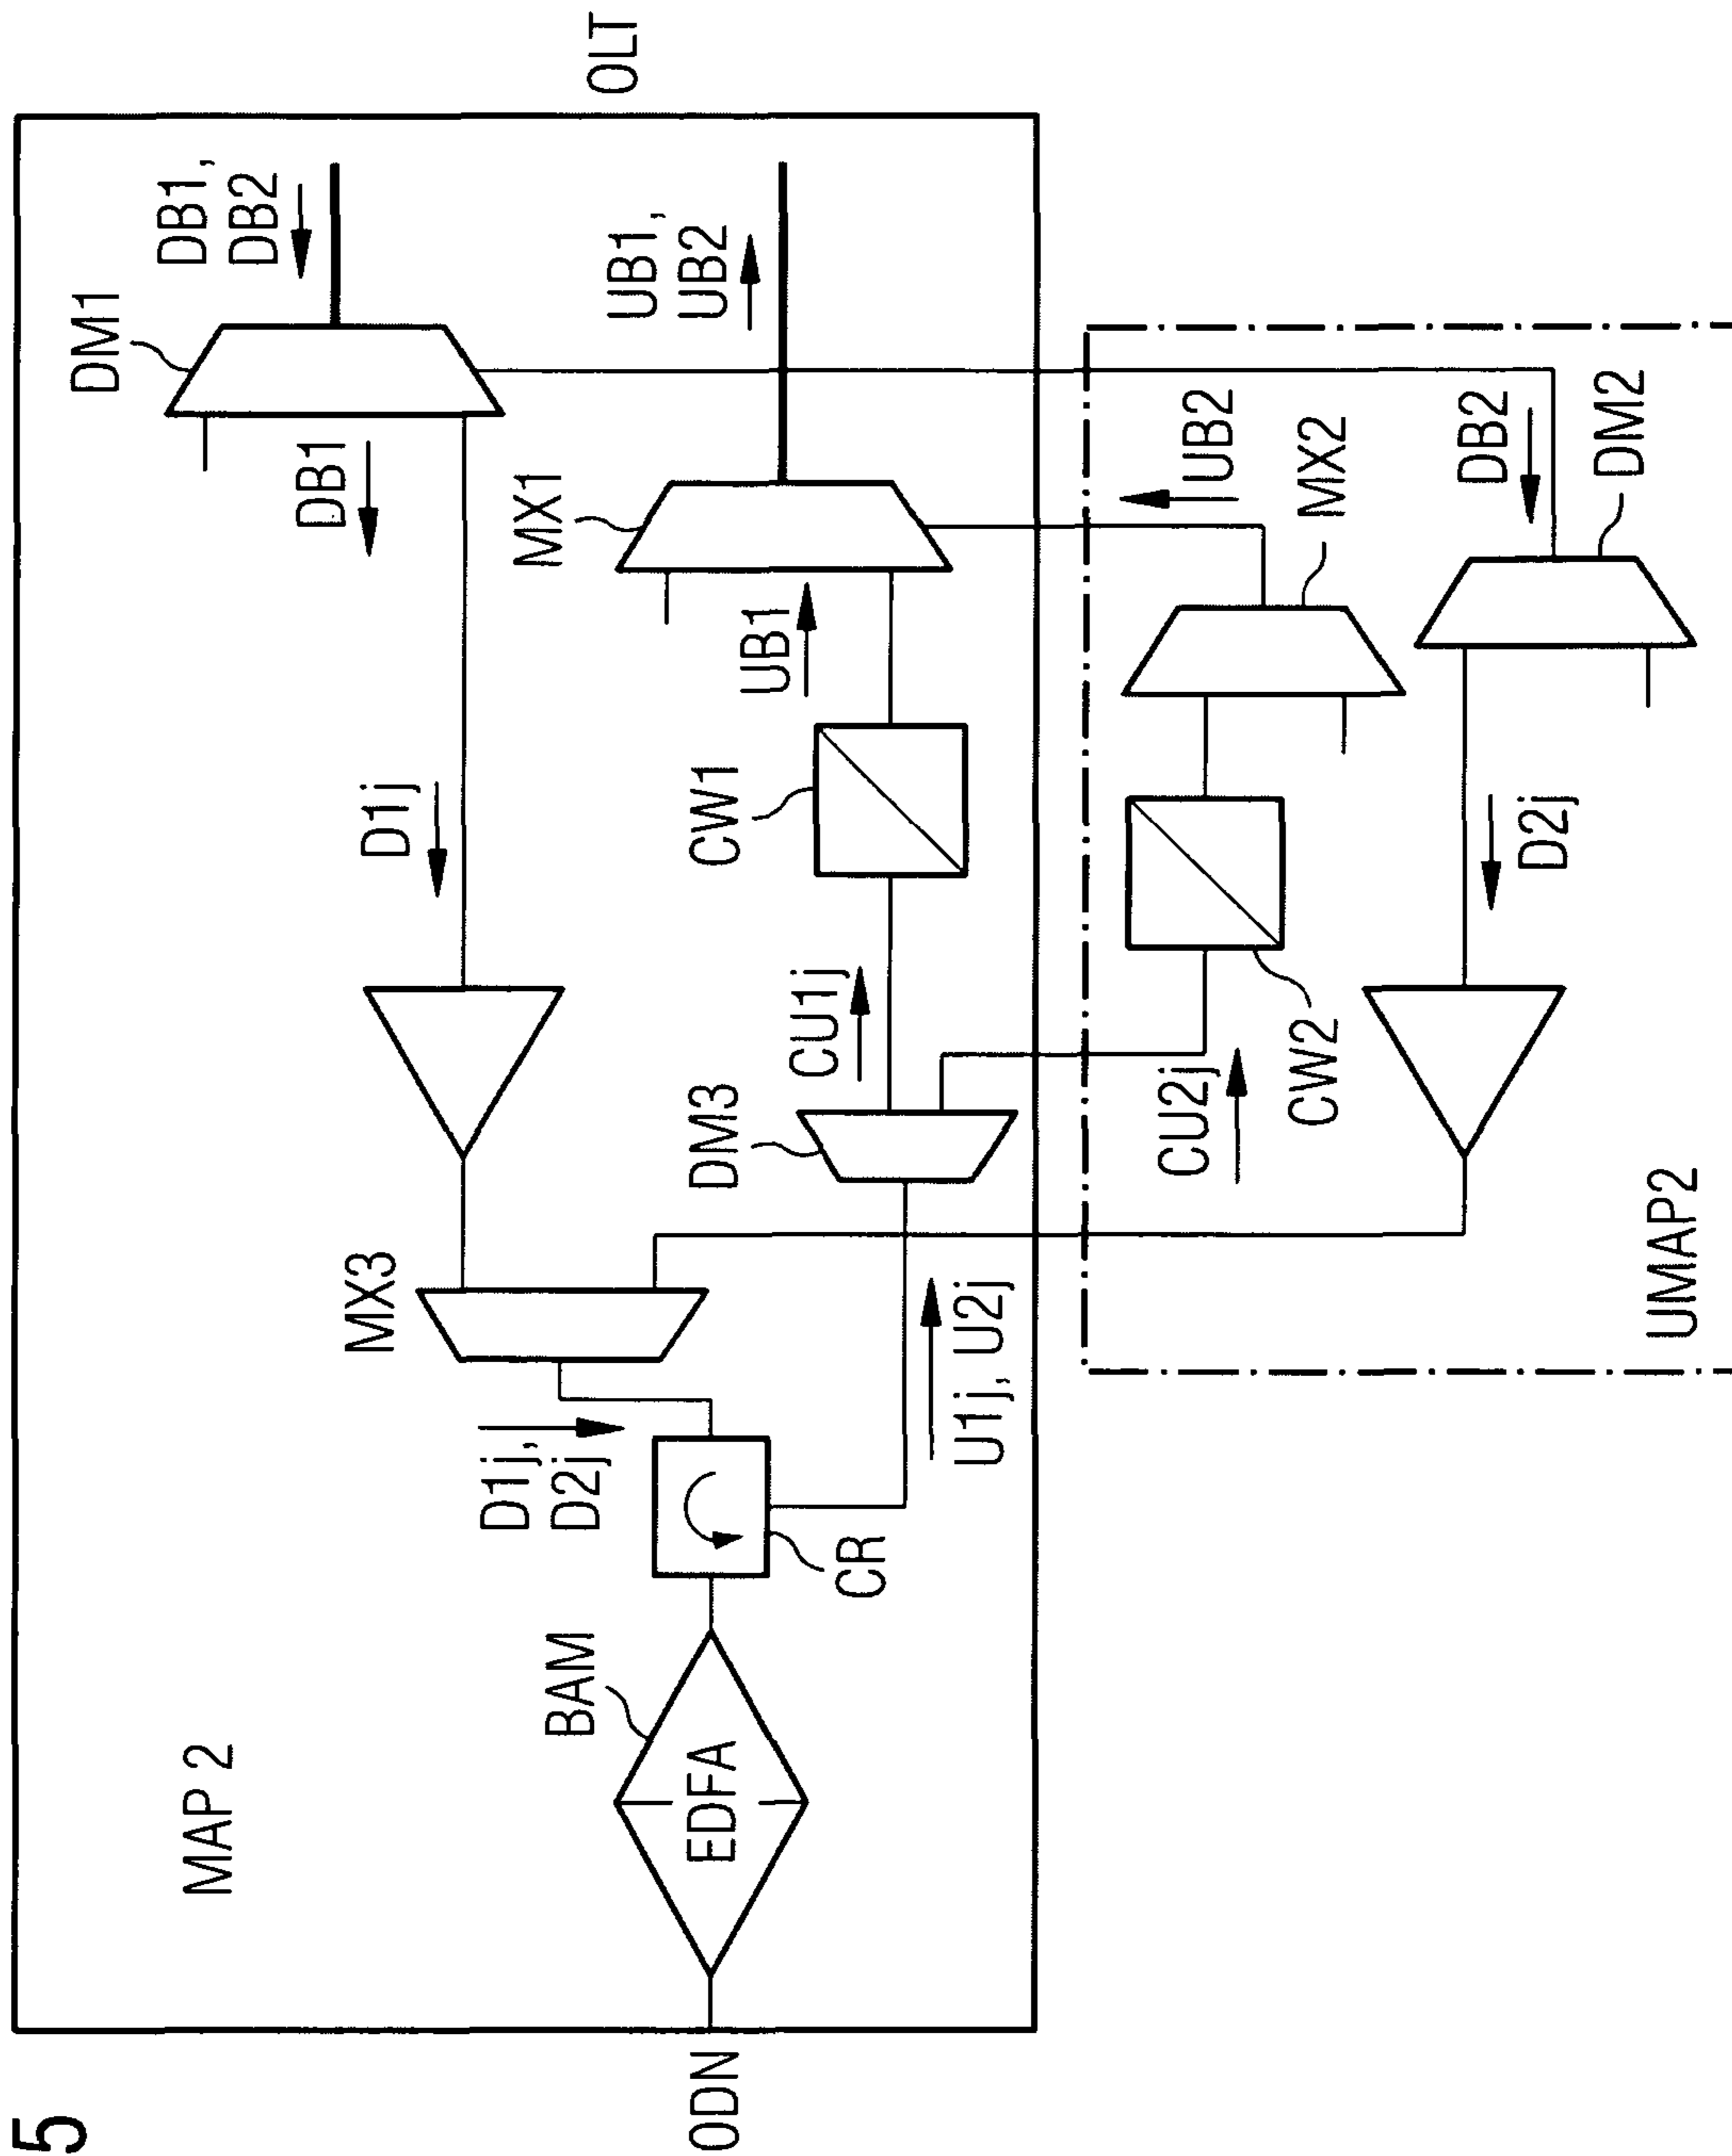 5
MAP 2
OLT
ODN
DM1
DB1,
DB2
DB1
D1j
MX3
MX1
UB1,
UB2
UB1
CW1
CU1j
DM3
D1j,
D2j
BAM
EDFA
CR
U1j, U2j
UB2
MX2
CU2j
CW2
DB2
DM2
D2j
UMAP2